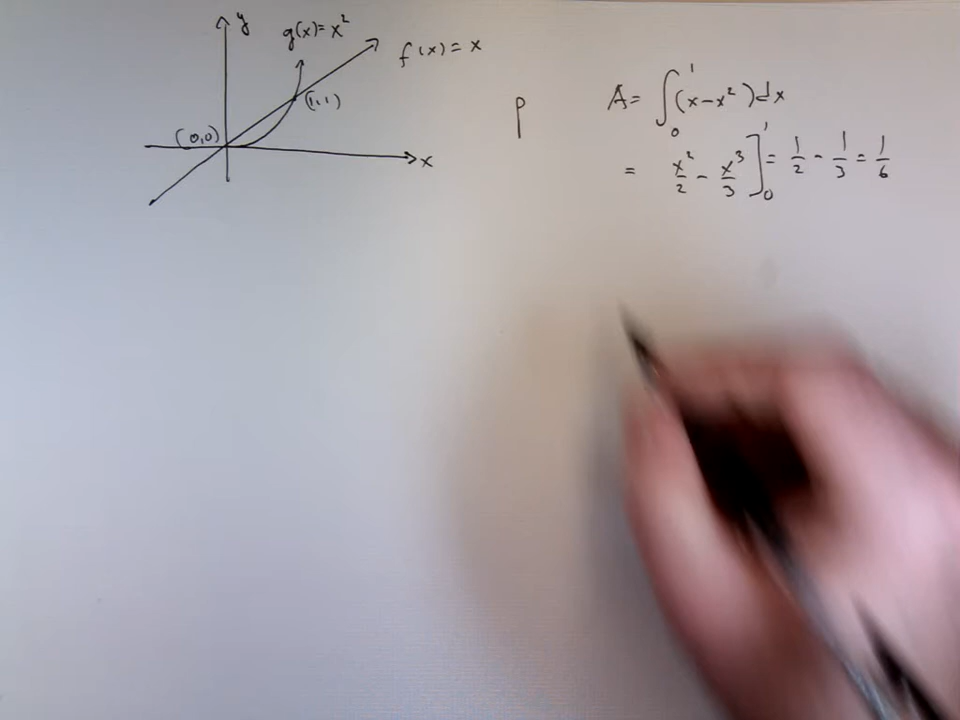 y
g(x)=x²
f(x)=x
(1,1)
(0,0)
x
ρ
A= ∫₀¹ (x-x²)dx
= x²/2 - x³/3 ]₀¹ = 1/2 - 1/3 = 1/6